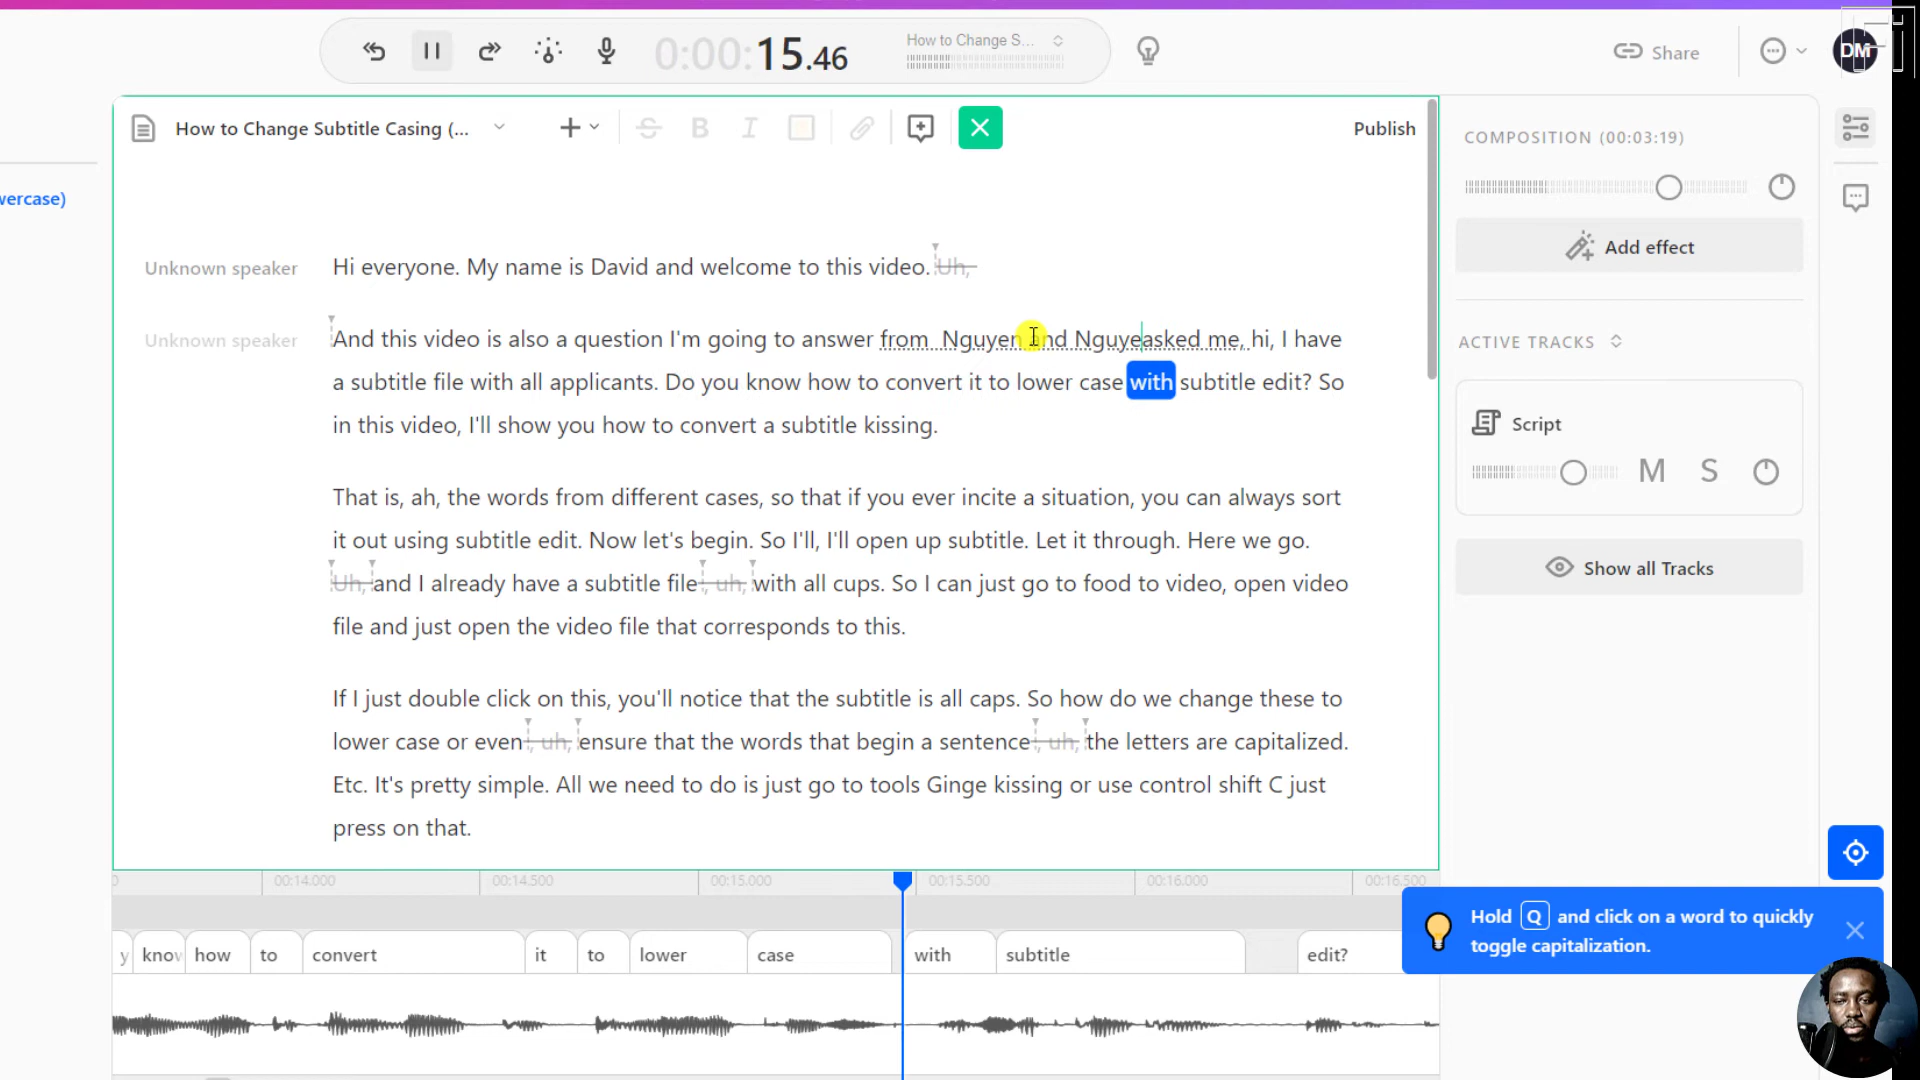 0:00:15.46
How to Change S...
Share
DM
How to Change Subtitle Casing (...
B
I
Publish
wercase)
COMPOSITION (00:03:19)
Add effect
Unknown speaker
Hi everyone. My name is David and welcome to this video. Uh,
Unknown speaker
And this video is also a question I'm going to answer from  Nguyen and Nguyeasked me, hi, I have
a subtitle file with all applicants. Do you know how to convert it to lower case with subtitle edit? So
in this video, I'll show you how to convert a subtitle kissing.
ACTIVE TRACKS
Script
M
S
Show all Tracks
That is, ah, the words from different cases, so that if you ever incite a situation, you can always sort
it out using subtitle edit. Now let's begin. So I'll, I'll open up subtitle. Let it through. Here we go.
Uh, and I already have a subtitle file, uh, with all cups. So I can just go to food to video, open video
file and just open the video file that corresponds to this.
If I just double click on this, you'll notice that the subtitle is all caps. So how do we change these to
lower case or even, uh, ensure that the words that begin a sentence, uh, the letters are capitalized.
Etc. It's pretty simple. All we need to do is just go to tools Ginge kissing or use control shift C just
press on that.
00:14.000
00:14.500
00:15.000
00:15.500
00:16.000
00:16.500
Hold Q and click on a word to quickly
toggle capitalization.
y
know
how
to
convert
it
to
lower
case
with
subtitle
edit?